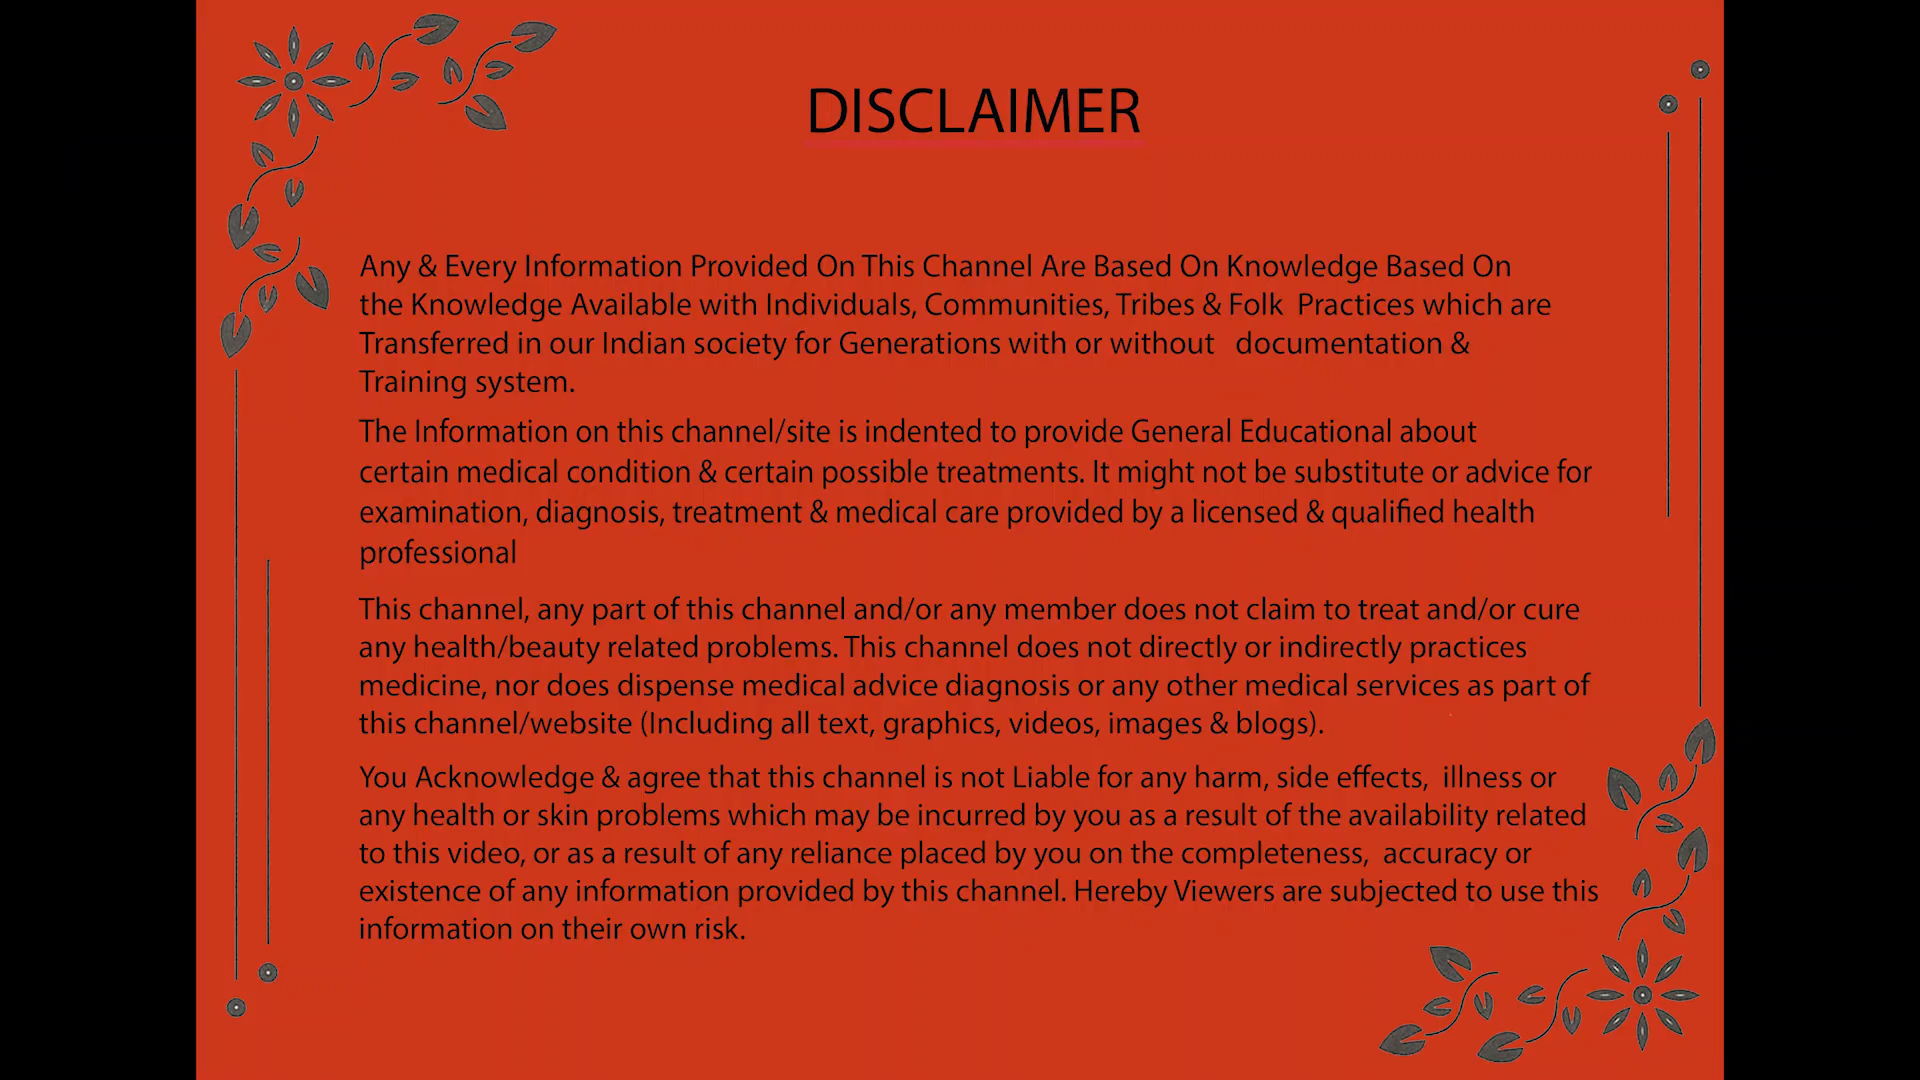 DISCLAIMER
Any & Every Information Provided On This Channel Are Based On Knowledge Based On
the Knowledge Available with Individuals, Communities, Tribes & Folk Practices which are
Transferred in our Indian society for Generations with or without documentation &
Training system.
The Information on this channel/site is indented to provide General Educational about
certain medical condition & certain possible treatments. It might not be substitute or advice for
examination, diagnosis, treatment & medical care provided by a licensed & qualified health
professional
This channel, any part of this channel and/or any member does not claim to treat and/or cure
any health/beauty related problems. This channel does not directly or indirectly practices
medicine, nor does dispense medical advice diagnosis or any other medical services as part of
this channel/website (Including all text, graphics, videos, images & blogs).
You Acknowledge & agree that this channel is not Liable for any harm, side effects, illness or
any health or skin problems which may be incurred by you as a result of the availability related
to this video, or as a result of any reliance placed by you on the completeness, accuracy or
existence of any information provided by this channel. Hereby Viewers are subjected to use this
information on their own risk.